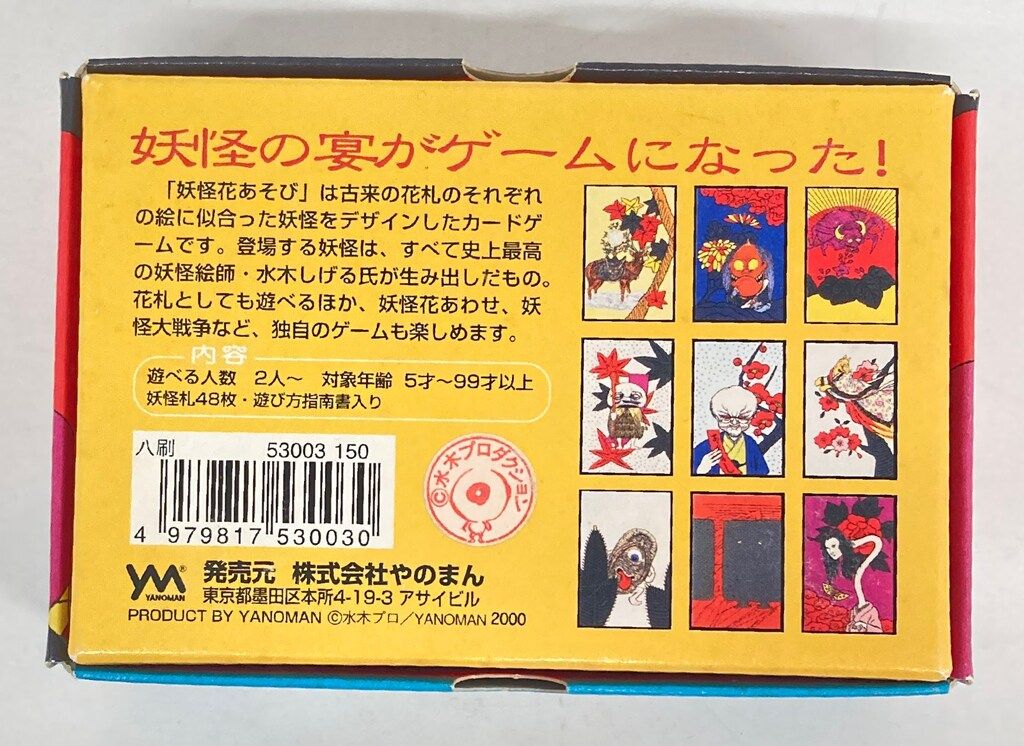 妖怪の宴がゲームになった!
「妖怪花あそび」は古来の花札のそれぞれ
の絵に似合った妖怪をデザインしたカードゲ
ームです。登場する妖怪は、すべて史上最高
の妖怪絵師・水木しげる氏が生み出したもの。
花札としても遊べるほか、妖怪花あわせ、妖
怪大戦争など、独自のゲームも楽しめます。
内容
遊べる人数 2人~ 対象年齢 5才~99才以上
妖怪札48枚・遊び方指南書入り
八刷 53003 150
4 979817 530030
©水木プロダクション
YM® YANOMAN
発売元 株式会社やのまん
東京都墨田区本所4-19-3 アサイビル
PRODUCT BY YANOMAN ©水木プロ/YANOMAN 2000